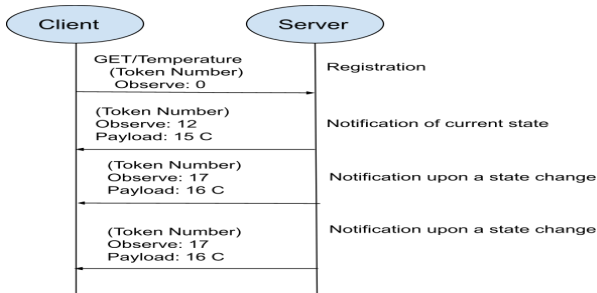 Client
Server
GET/Temperature
(Token Number)
Observe: 0
Registration
(Token Number)
Observe: 12
Payload: 15 C
Notification of current state
(Token Number)
Observe: 17
Payload: 16 C
Notification upon a state change
(Token Number)
Observe: 17
Payload: 16 C
Notification upon a state change